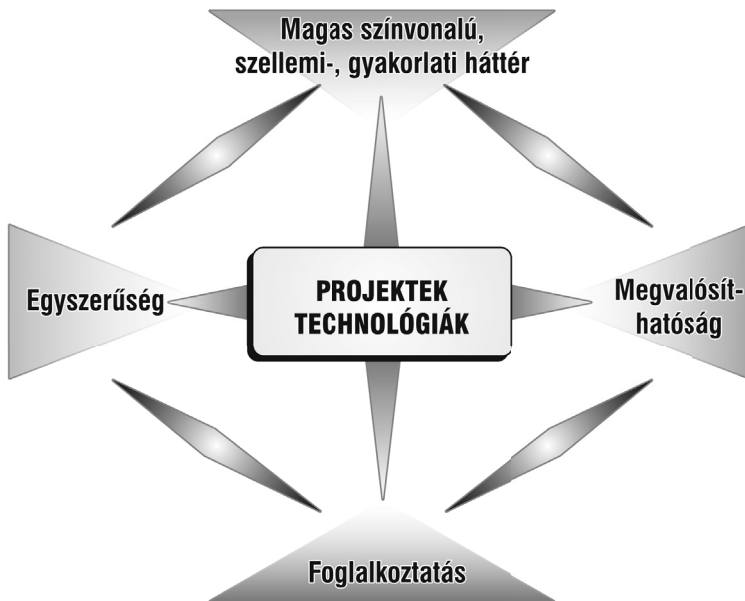 Magas színvonalú,
szellemi-, gyakorlati háttér
Egyszerűség
PROJEKTEK
TECHNOLÓGIÁK
Megvalósít-
hatóság
Foglalkoztatás